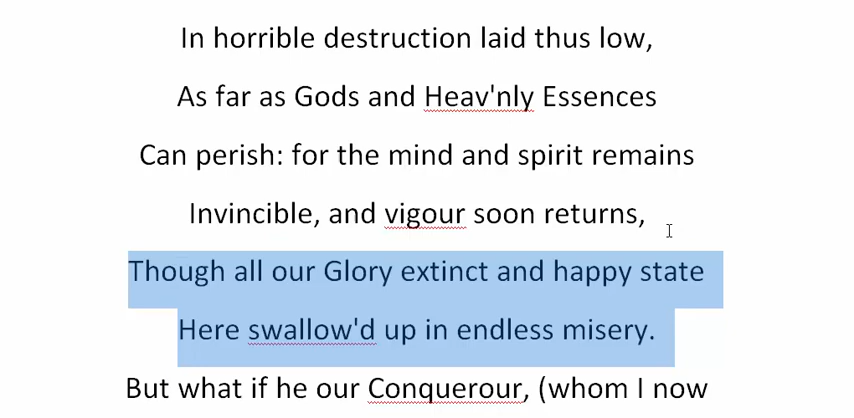 In horrible destruction laid thus low,
As far as Gods and Heav'nly Essences
Can perish: for the mind and spirit remains
Invincible, and vigour soon returns,
Though all our Glory extinct and happy state
Here swallow'd up in endless misery.
But what if he our Conquerour, (whom I now